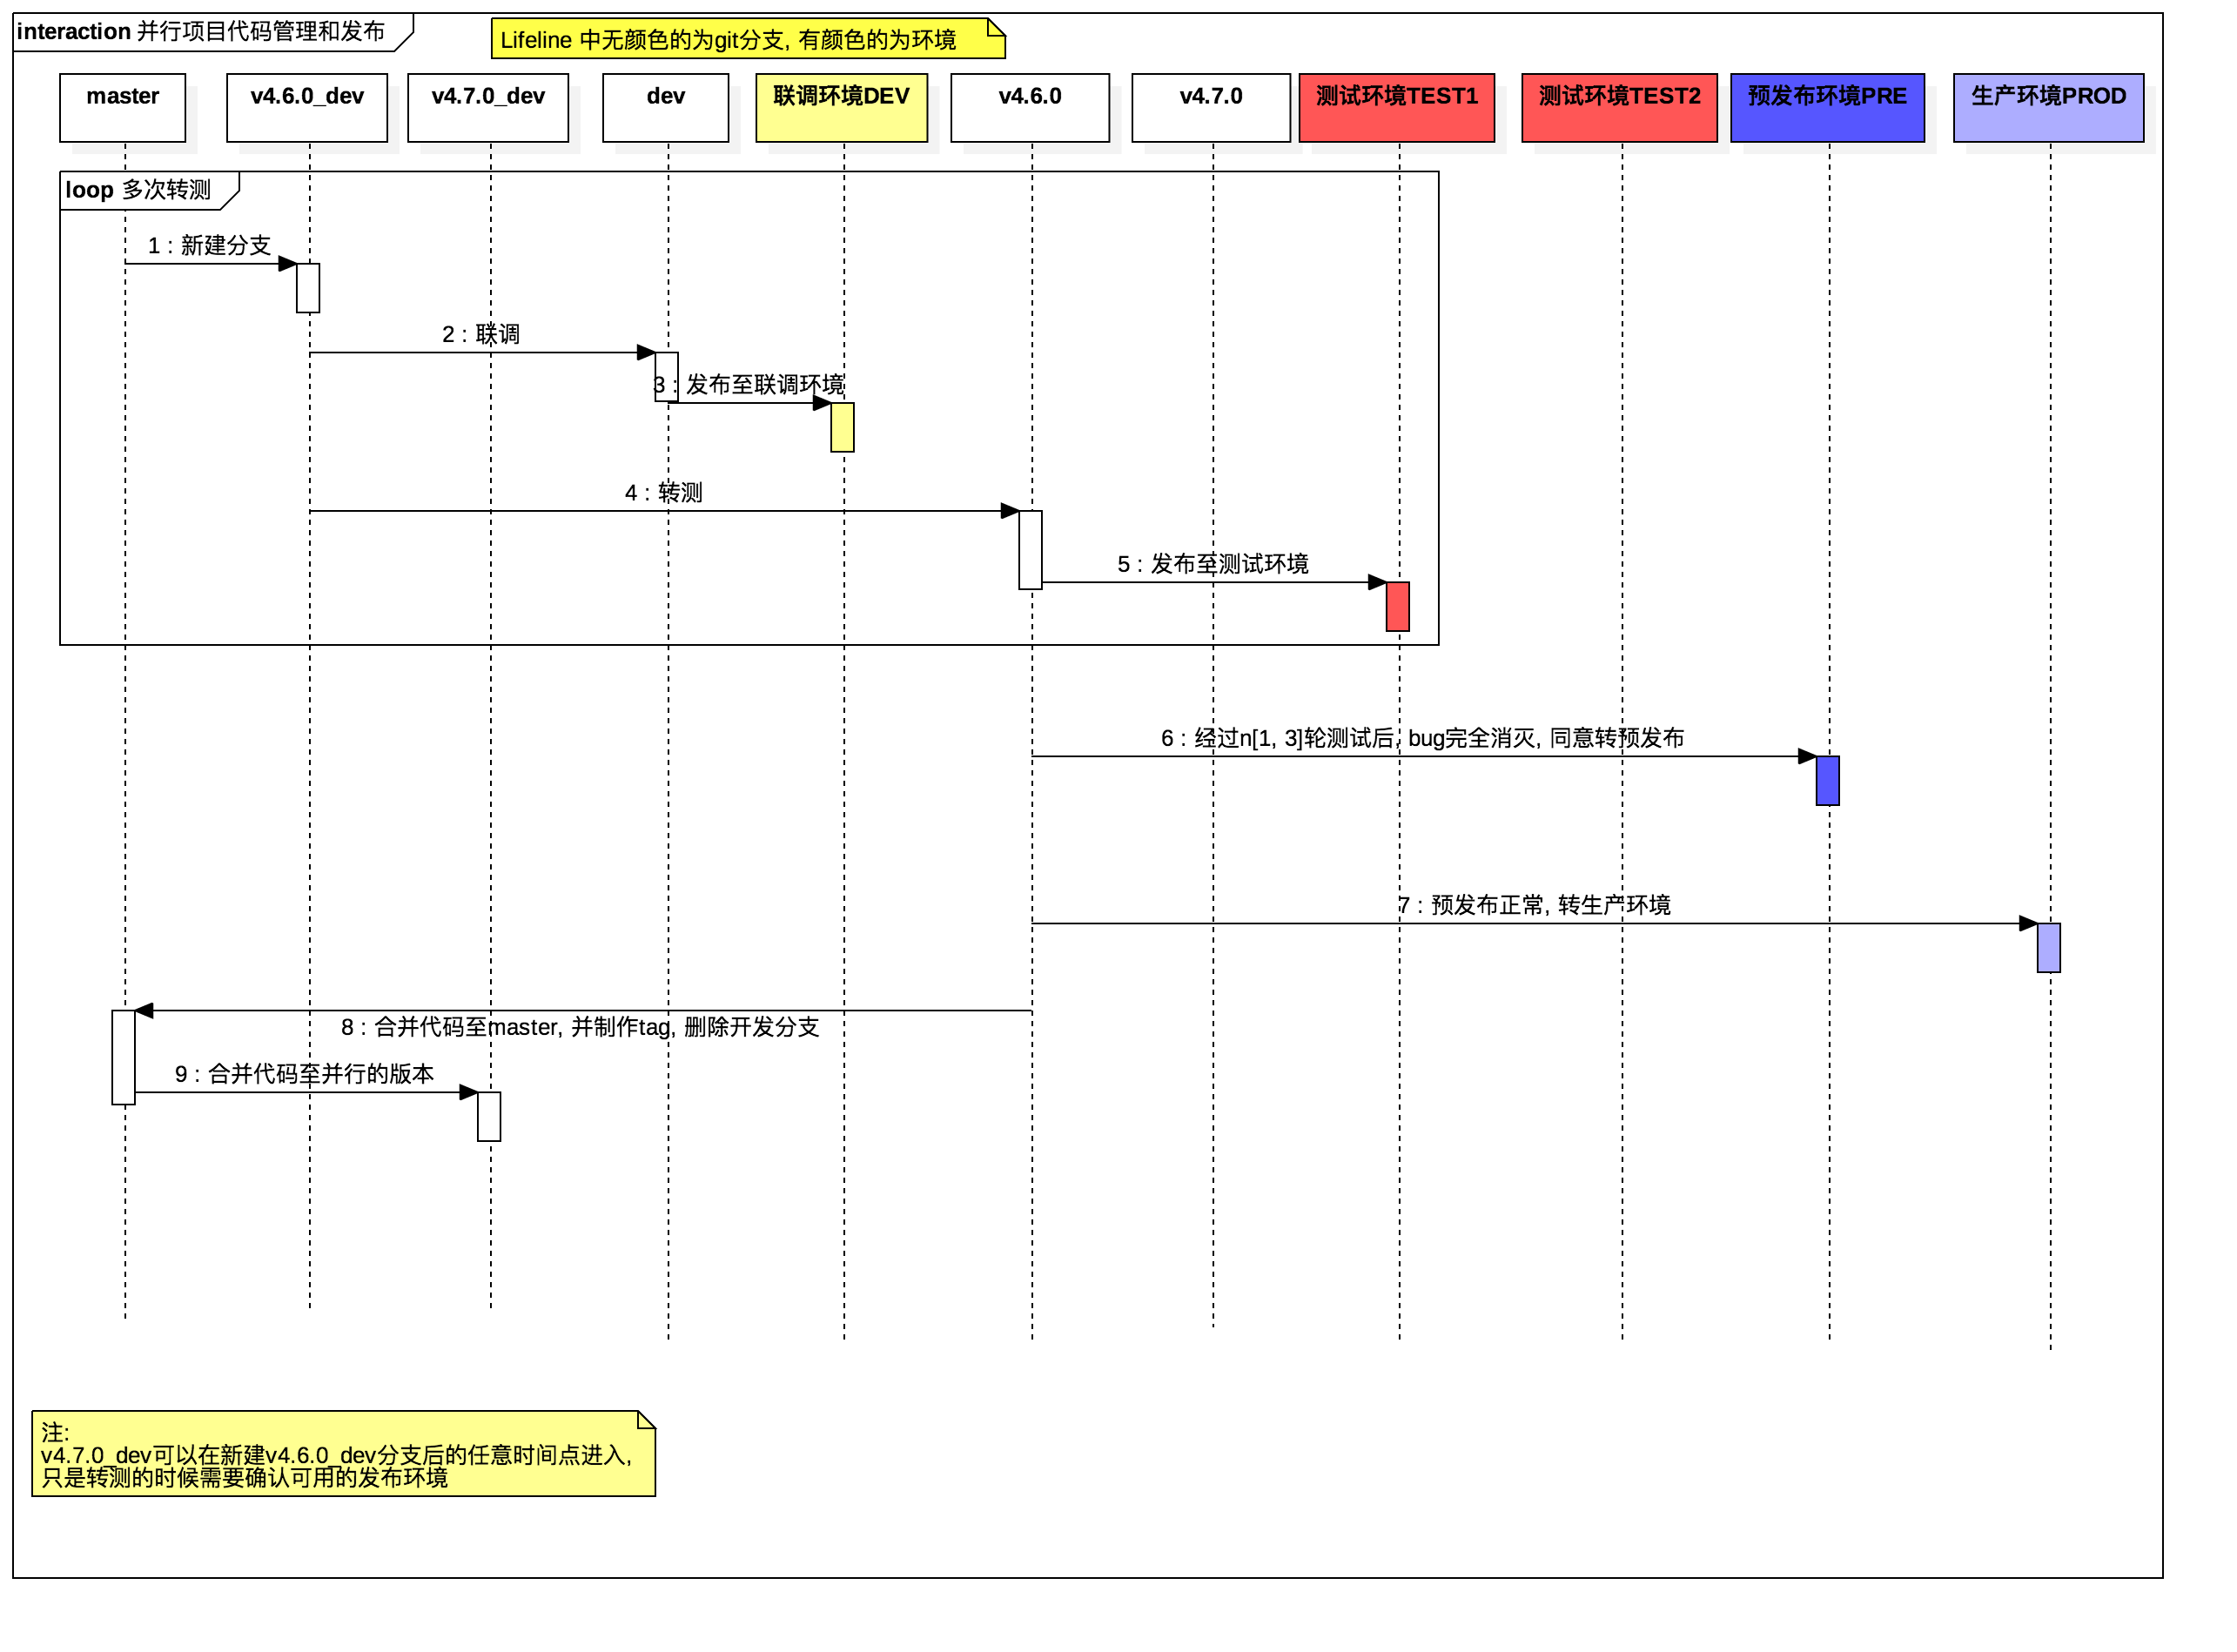 interaction 并行项目代码管理和发布
Lifeline 中无颜色的为git分支, 有颜色的为环境
master
v4.6.0_dev
v4.7.0_dev
dev
联调环境DEV
v4.6.0
v4.7.0
测试环境TEST1
测试环境TEST2
预发布环境PRE
生产环境PROD
loop 多次转测
1 : 新建分支
2 : 联调
3 : 发布至联调环境
4 : 转测
5 : 发布至测试环境
6 : 经过n[1, 3]轮测试后, bug完全消灭, 同意转预发布
7 : 预发布正常, 转生产环境
8 : 合并代码至master, 并制作tag, 删除开发分支
9 : 合并代码至并行的版本
注:
v4.7.0_dev可以在新建v4.6.0_dev分支后的任意时间点进入,
只是转测的时候需要确认可用的发布环境